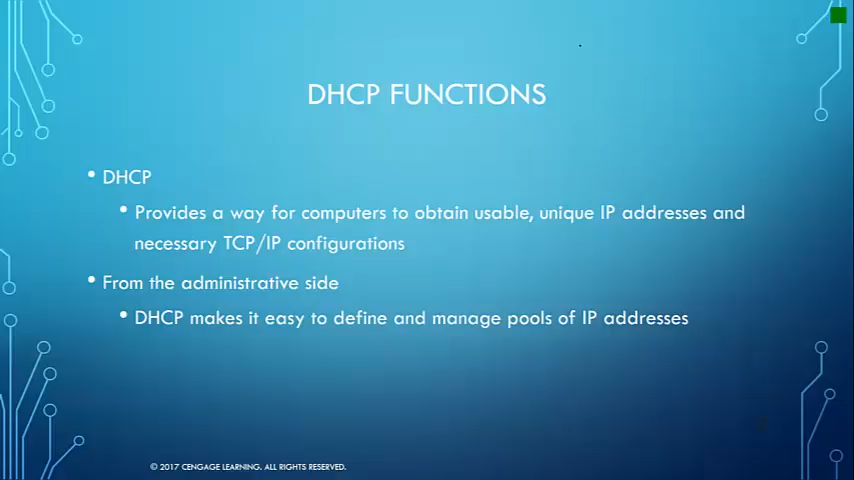 DHCP FUNCTIONS
• DHCP
• Provides a way for computers to obtain usable, unique IP addresses and
necessary TCP/IP configurations
• From the administrative side
• DHCP makes it easy to define and manage pools of IP addresses
© 2017 CENGAGE LEARNING. ALL RIGHTS RESERVED.